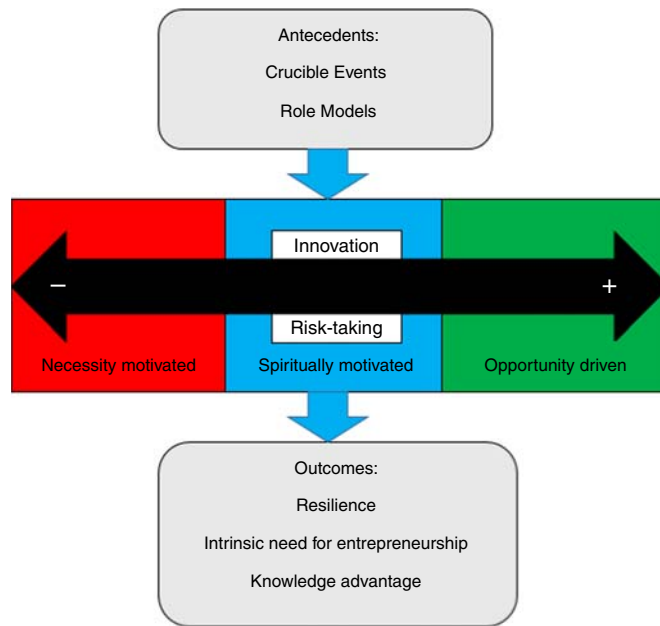 Antecedents:
Crucible Events
Role Models
Innovation
− +
Risk-taking
Necessity motivated Spiritually motivated Opportunity driven
Outcomes:
Resilience
Intrinsic need for entrepreneurship
Knowledge advantage